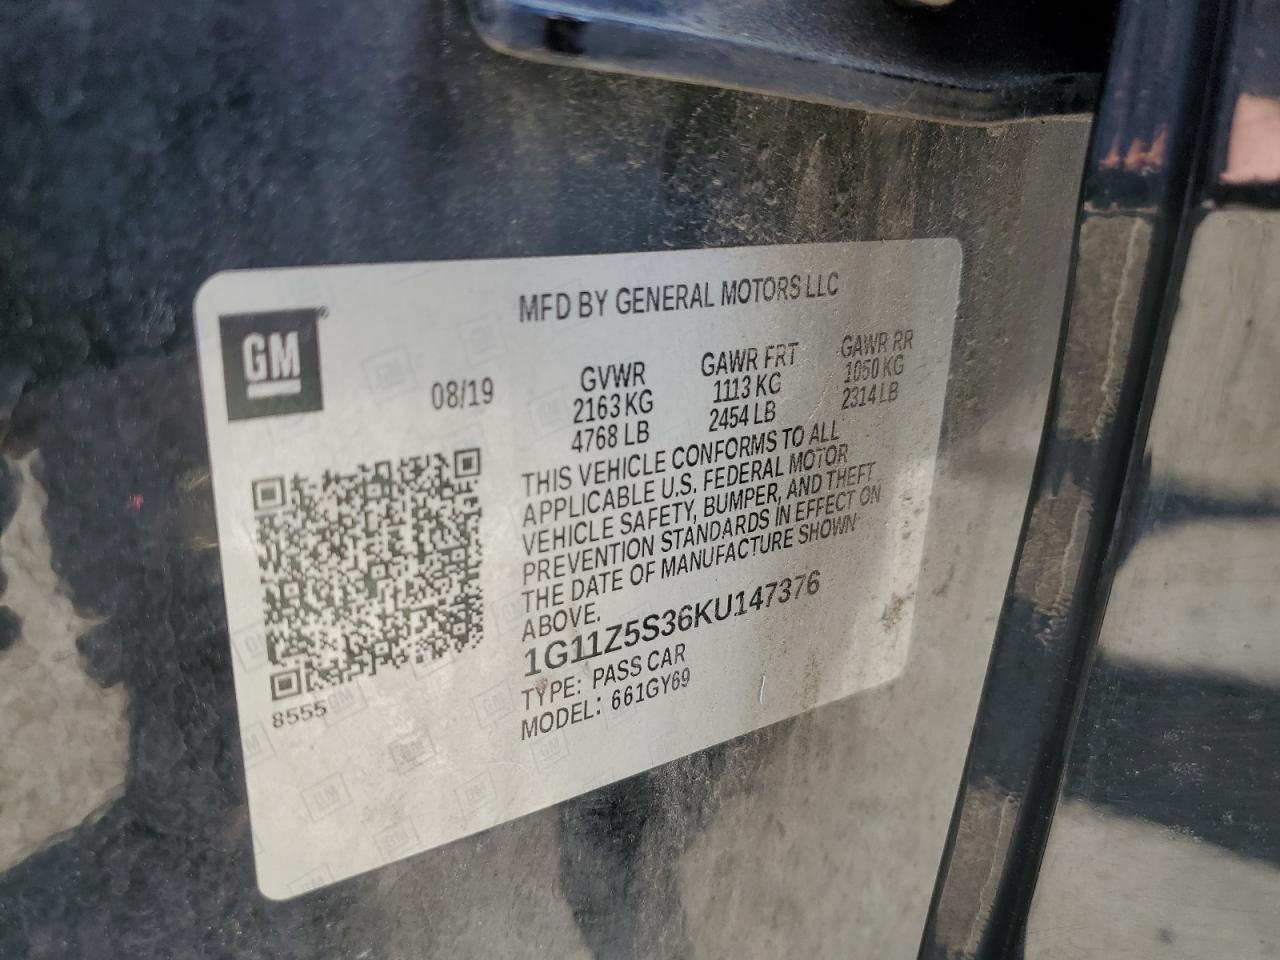 GM
MFD BY GENERAL MOTORS LLC
08/19
GVWR GAWR FRT GAWR RR
2163 KG 1113 KG 1050 KG
4768 LB 2454 LB 2314 LB
THIS VEHICLE CONFORMS TO ALL
APPLICABLE U.S. FEDERAL MOTOR
VEHICLE SAFETY, BUMPER, AND THEFT
PREVENTION STANDARDS IN EFFECT ON
THE DATE OF MANUFACTURE SHOWN
ABOVE.
1G11Z5S36KU147376
TYPE: PASS CAR
MODEL: 661GY69
8555